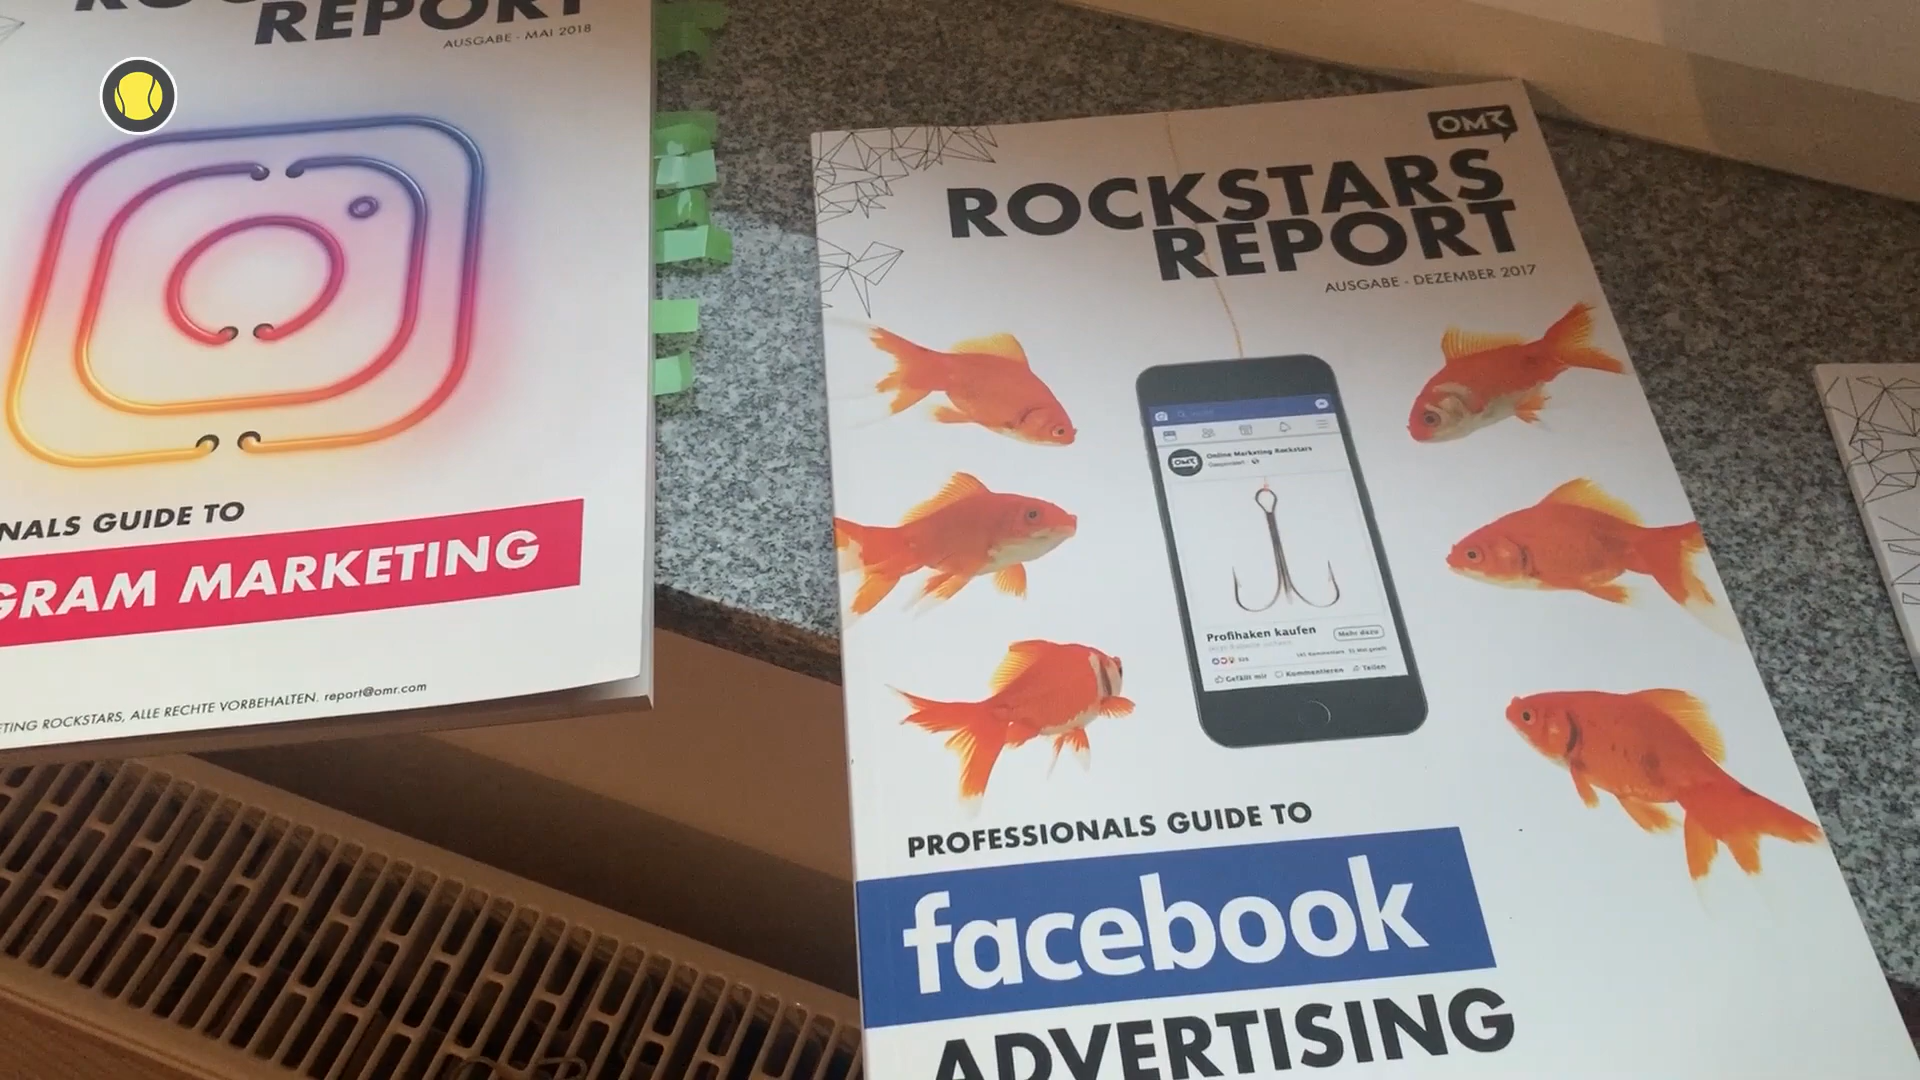 REPORT
AUSGABE - MAI 2018
NALS GUIDE TO
GRAM MARKETING
ETING ROCKSTARS, ALLE RECHTE VORBEHALTEN. report@omr.com
OMR
ROCKSTARS
REPORT
AUSGABE - DEZEMBER 2017
OMR
Online Marketing Rockstars
Profihaken kaufen
Mehr dazu
Gefällt mir
Kommentieren
Teilen
PROFESSIONALS GUIDE TO
facebook
ADVERTISING